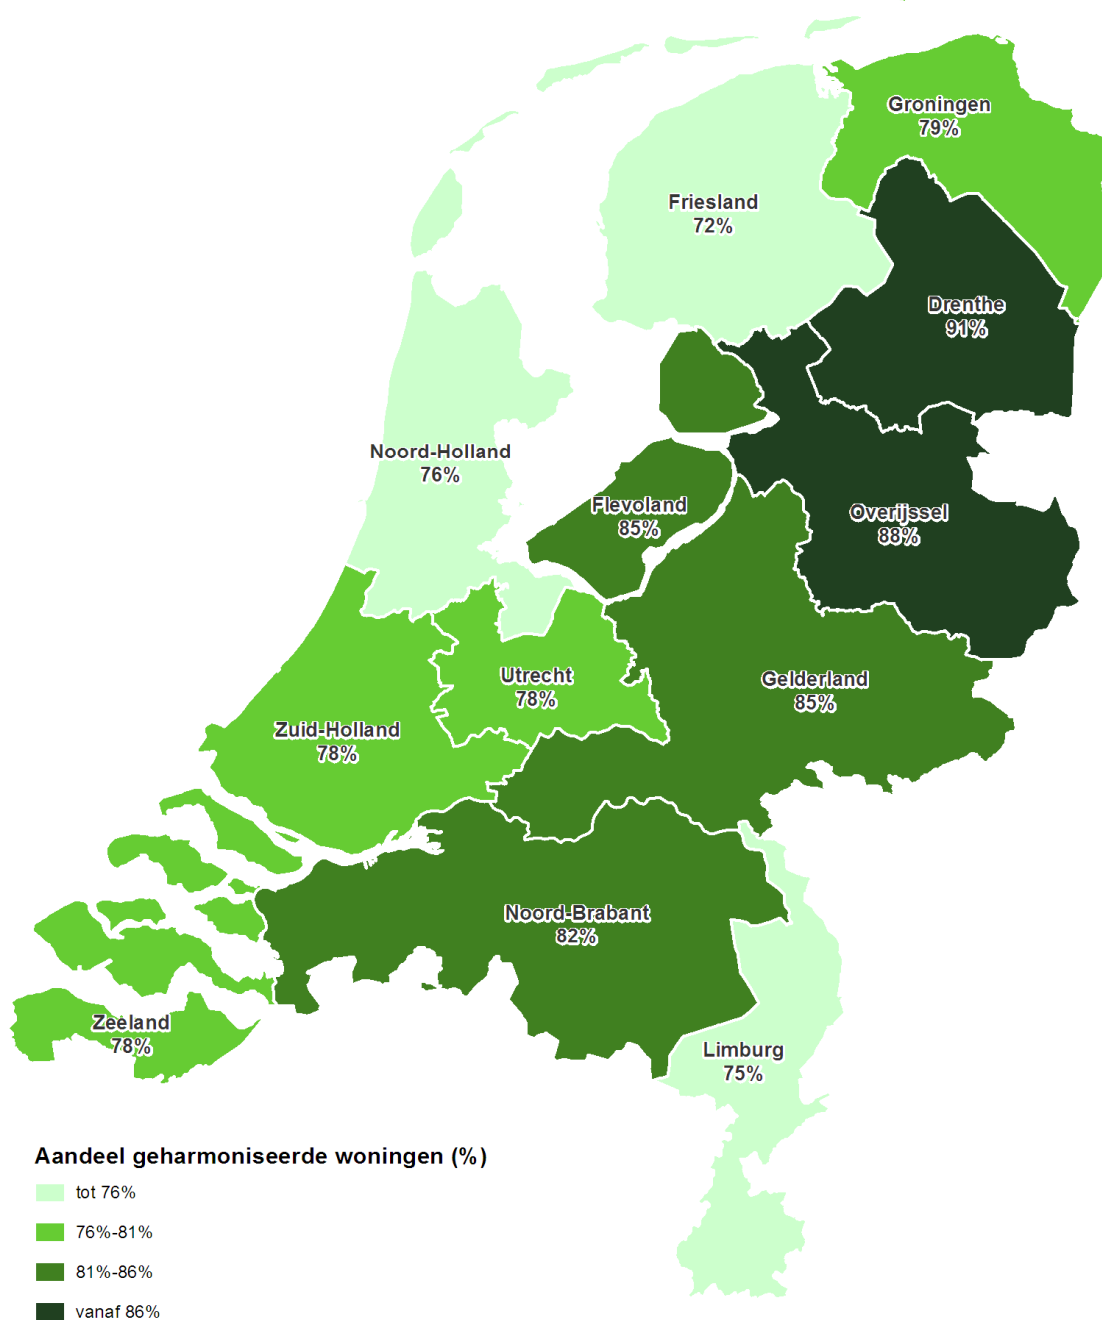 Groningen
79%
Friesland
72%
Drenthe
91%
Noord-Holland
76%
Flevoland
85%
Overijssel
88%
Utrecht
78%
Gelderland
85%
Zuid-Holland
78%
Noord-Brabant
82%
Zeeland
78%
Limburg
75%
Aandeel geharmoniseerde woningen (%)
tot 76%
76%-81%
81%-86%
vanaf 86%